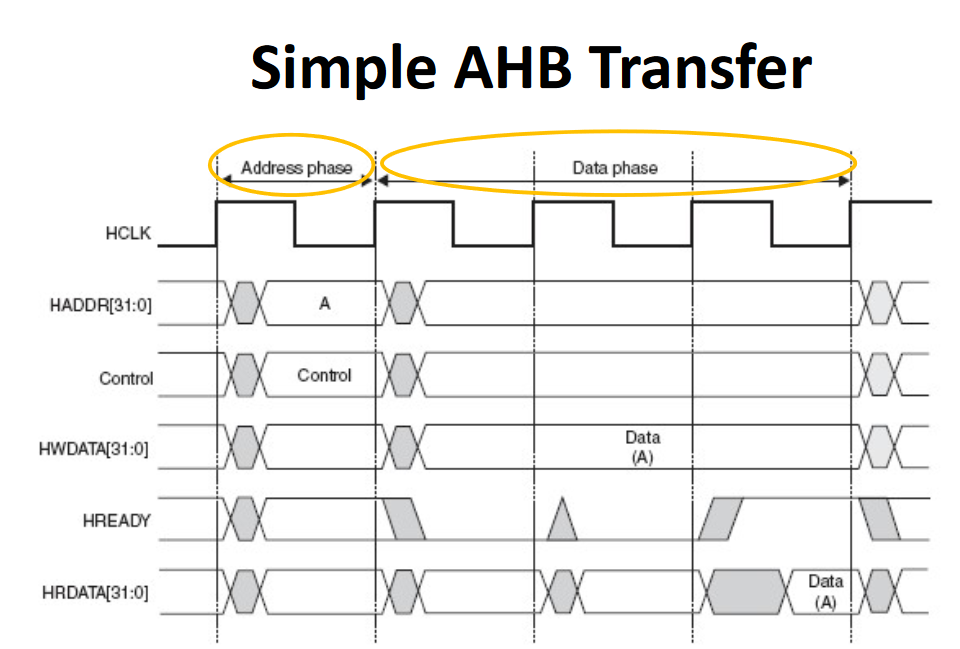 Simple AHB Transfer
Address phase
Data phase
HCLK
HADDR[31:0]
A
Control
Control
HWDATA[31:0]
Data
(A)
HREADY
HRDATA[31:0]
Data
(A)